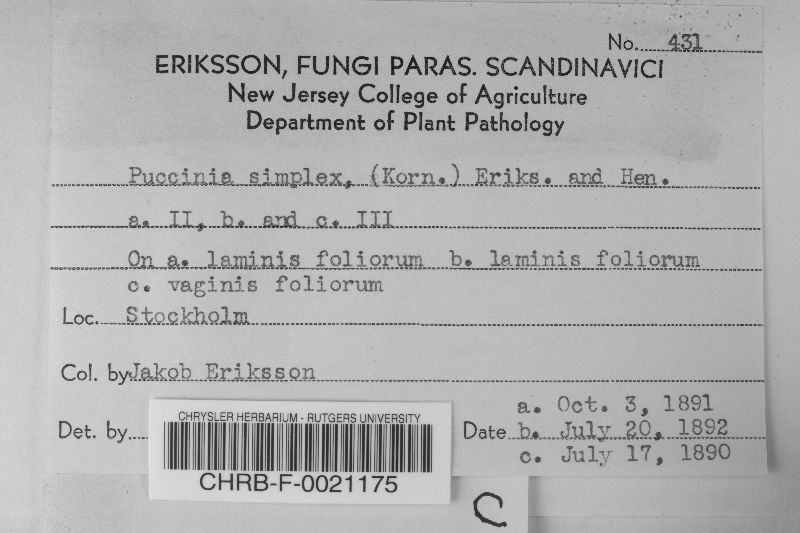 No. 431
ERIKSSON, FUNGI PARAS. SCANDINAVICI
New Jersey College of Agriculture
Department of Plant Pathology
Puccinia simplex, (Korn.) Eriks. and Hen.
a. II, b. and c. III
On a. laminis foliorum b. laminis foliorum
c. vaginis foliorum
Loc. Stockholm
Col. by Jakob Eriksson
a. Oct. 3, 1891
Det. by Date b. July 20, 1892
c. July 17, 1890
CHRYSLER HERBARIUM - RUTGERS UNIVERSITY
CHRB-F-0021175
C